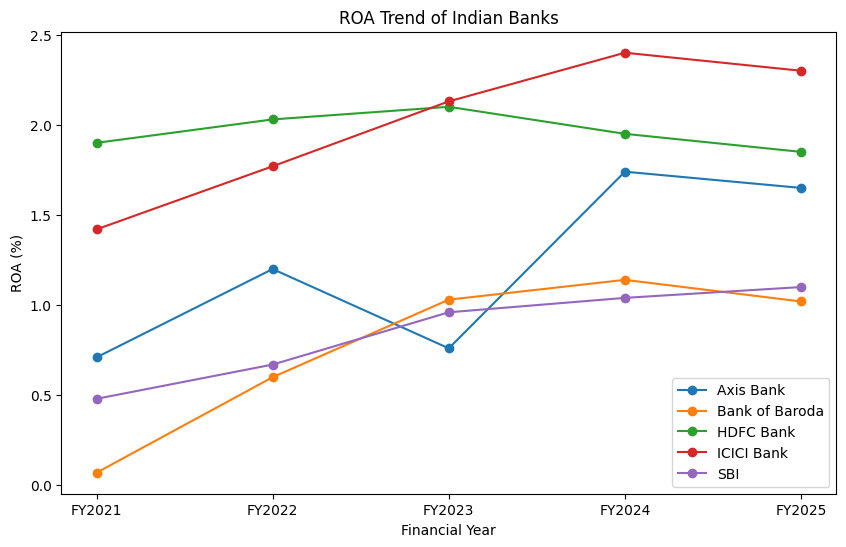 ROA Trend of Indian Banks
ROA (%)
2.5
2.0
1.5
1.0
0.5
0.0
FY2021 FY2022 FY2023 FY2024 FY2025
Financial Year
Axis Bank
Bank of Baroda
HDFC Bank
ICICI Bank
SBI